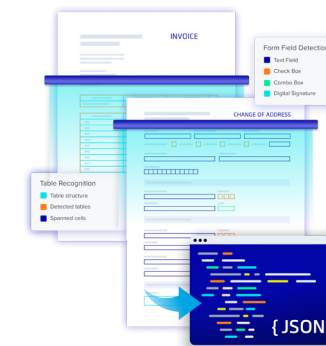 INVOICE
Form Field Detection
Text Field
Check Box
Combo Box
Digital Signature
CHANGE OF ADDRESS
Table Recognition
Table structure
Detected tables
Spanned cells
{ JSON